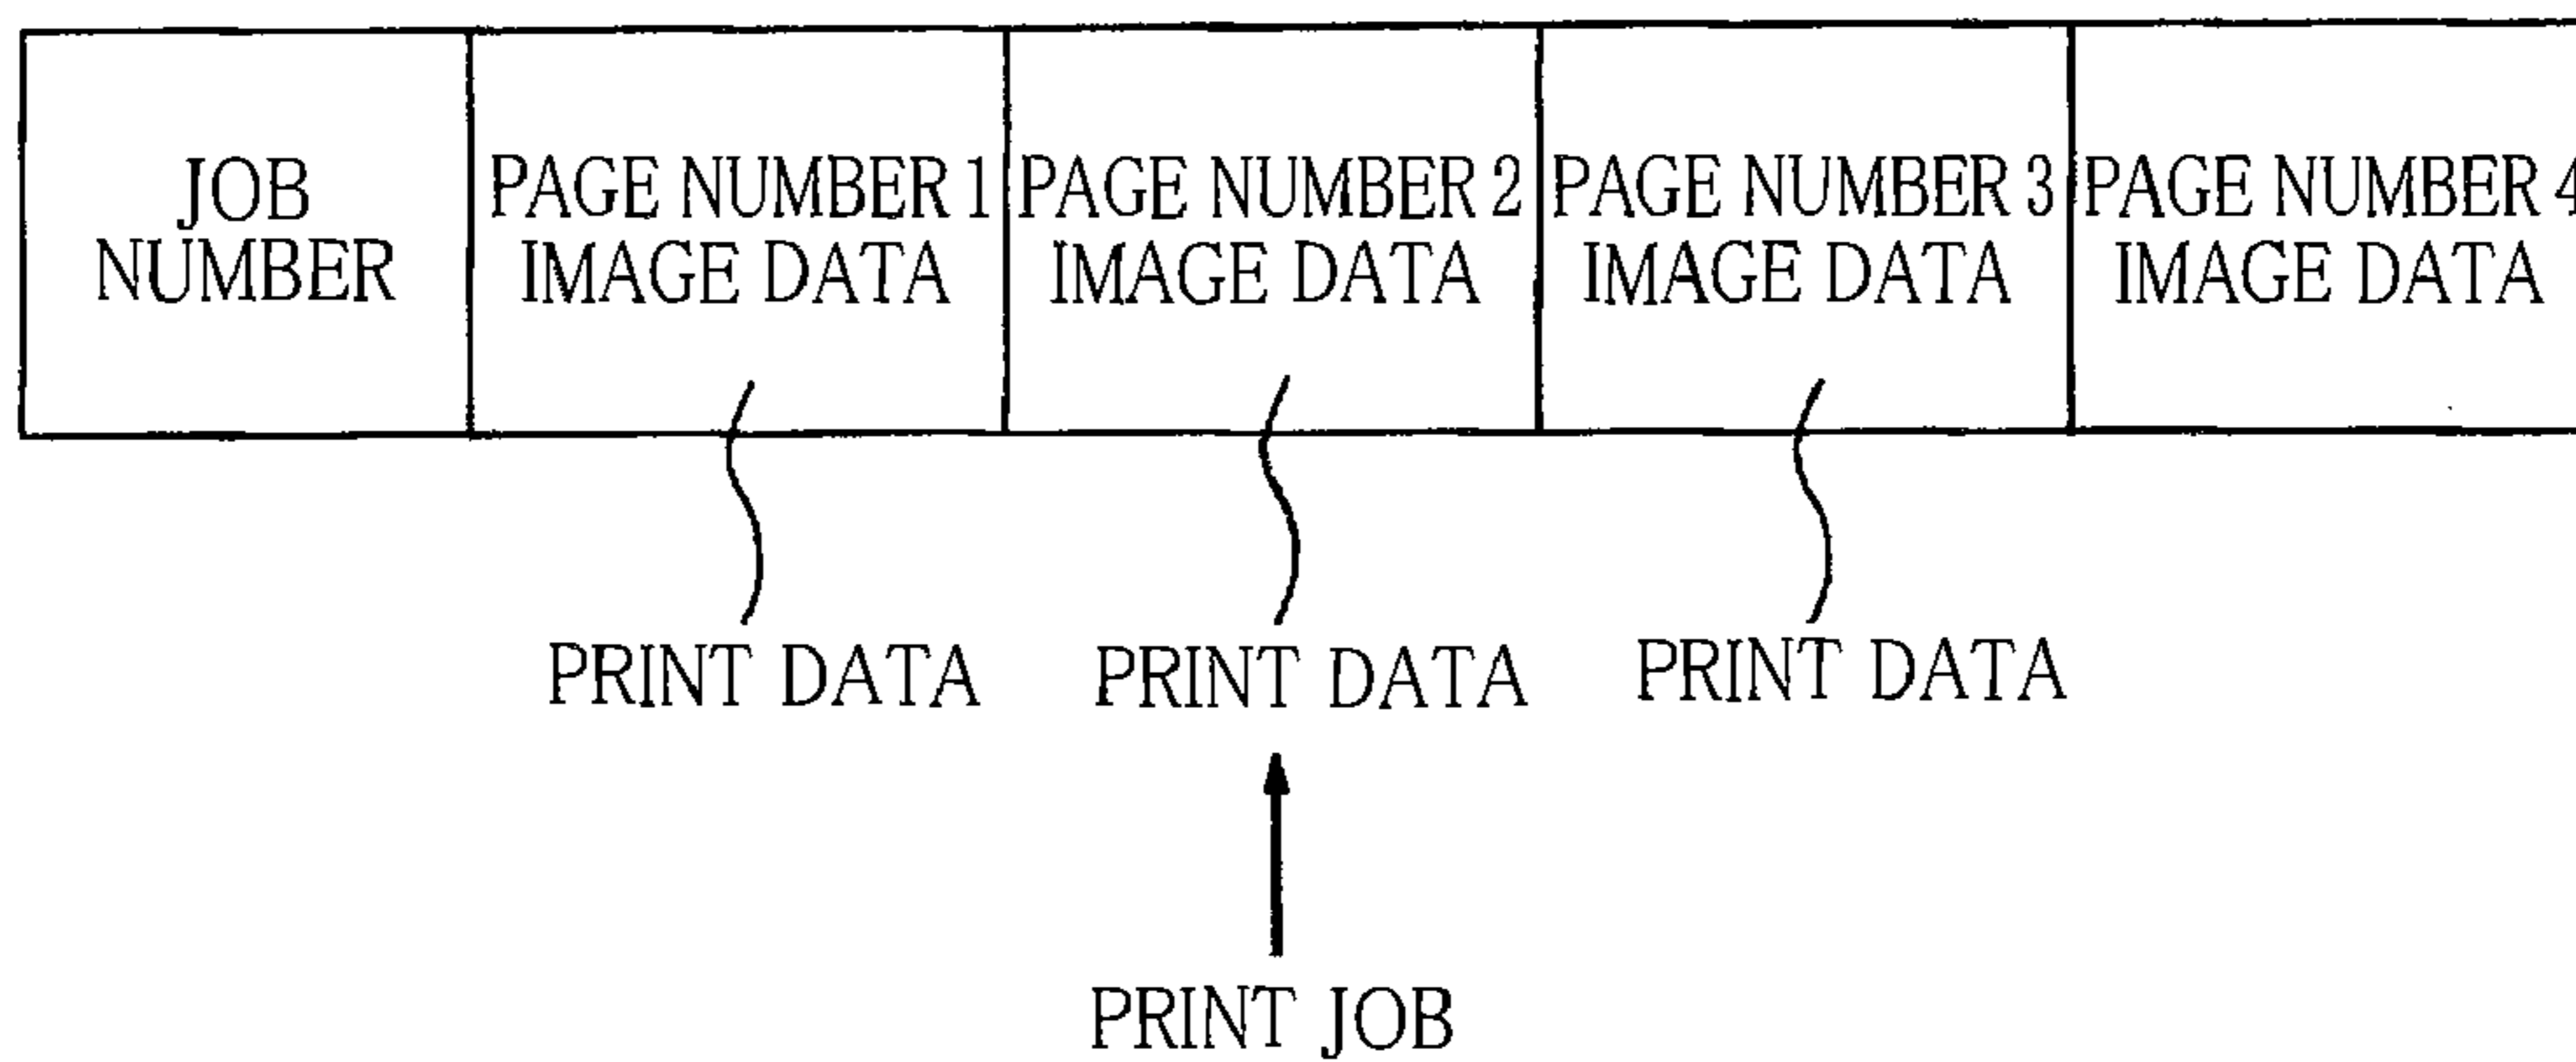 JOB
NUMBER
PAGE NUMBER 1
IMAGE DATA
PAGE NUMBER 2
IMAGE DATA
PAGE NUMBER 3
IMAGE DATA
PAGE NUMBER 4
IMAGE DATA
PRINT DATA
PRINT DATA
PRINT DATA
PRINT JOB